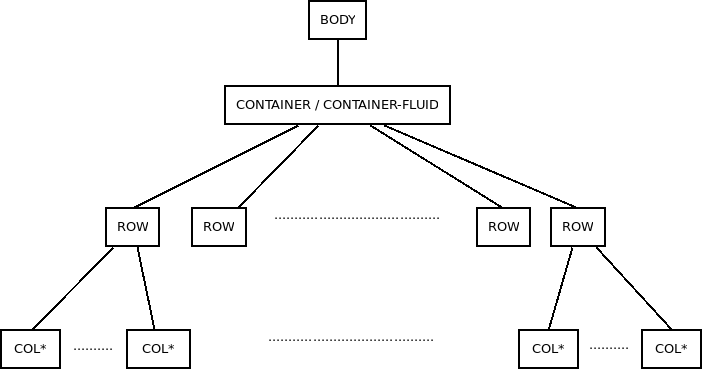 BODY
CONTAINER / CONTAINER-FLUID
ROW ROW ROW ROW
COL* COL* COL* COL*